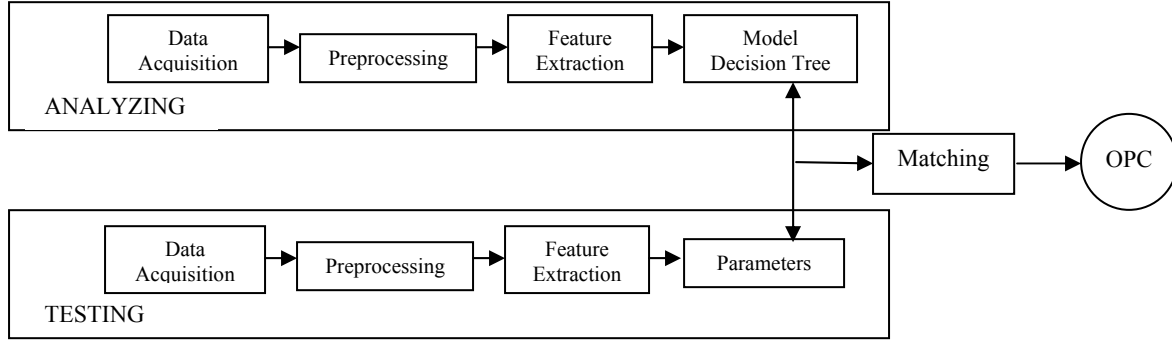 Data
Acquisition
Preprocessing
Feature
Extraction
Model
Decision Tree
ANALYZING
Matching
OPC
Data
Acquisition
Preprocessing
Feature
Extraction
Parameters
TESTING